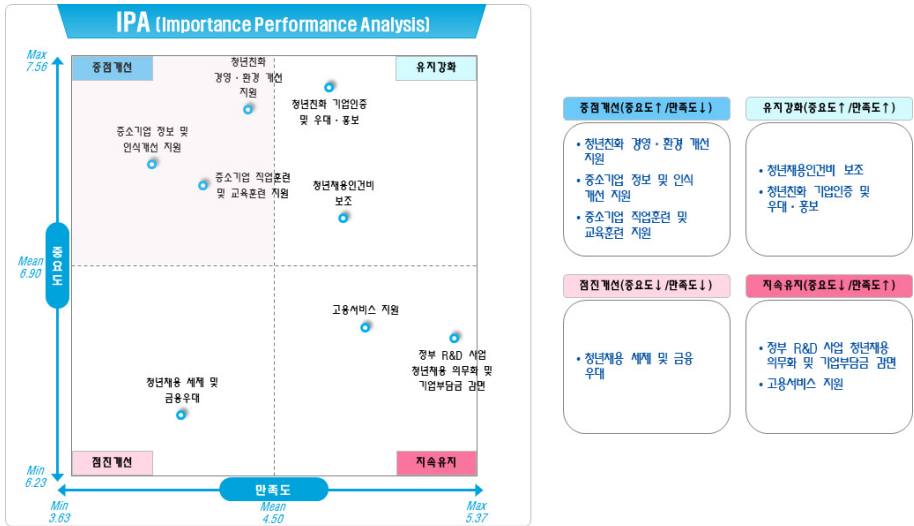 IPA (Importance Performance Analysis)
Max
7.56
중점개선
청년친화
경영·환경 개선
지원
유지강화
청년친화 기업인증
및 우대·홍보
중소기업 정보 및
인식개선 지원
중소기업 직업훈련
및 교육훈련 지원
청년채용인건비
보조
중요도
Mean
6.90
고용서비스 지원
정부 R&D 사업
청년채용 의무화 및
기업부담금 감면
청년채용 세제 및
금융우대
점진개선
지속유지
Min
6.23
만족도
Min
3.63
Mean
4.50
Max
5.37
중점개선(중요도↑/만족도↓)
• 청년친화 경영·환경 개선
지원
• 중소기업 정보 및 인식
개선 지원
• 중소기업 직업훈련 및
교육훈련 지원
유지강화(중요도↑/만족도↑)
• 청년채용인건비 보조
• 청년친화 기업인증 및
우대·홍보
점진개선(중요도↓/만족도↓)
• 청년채용 세제 및 금융
우대
지속유지(중요도↓/만족도↑)
• 정부 R&D 사업 청년채용
의무화 및 기업부담금 감면
• 고용서비스 지원